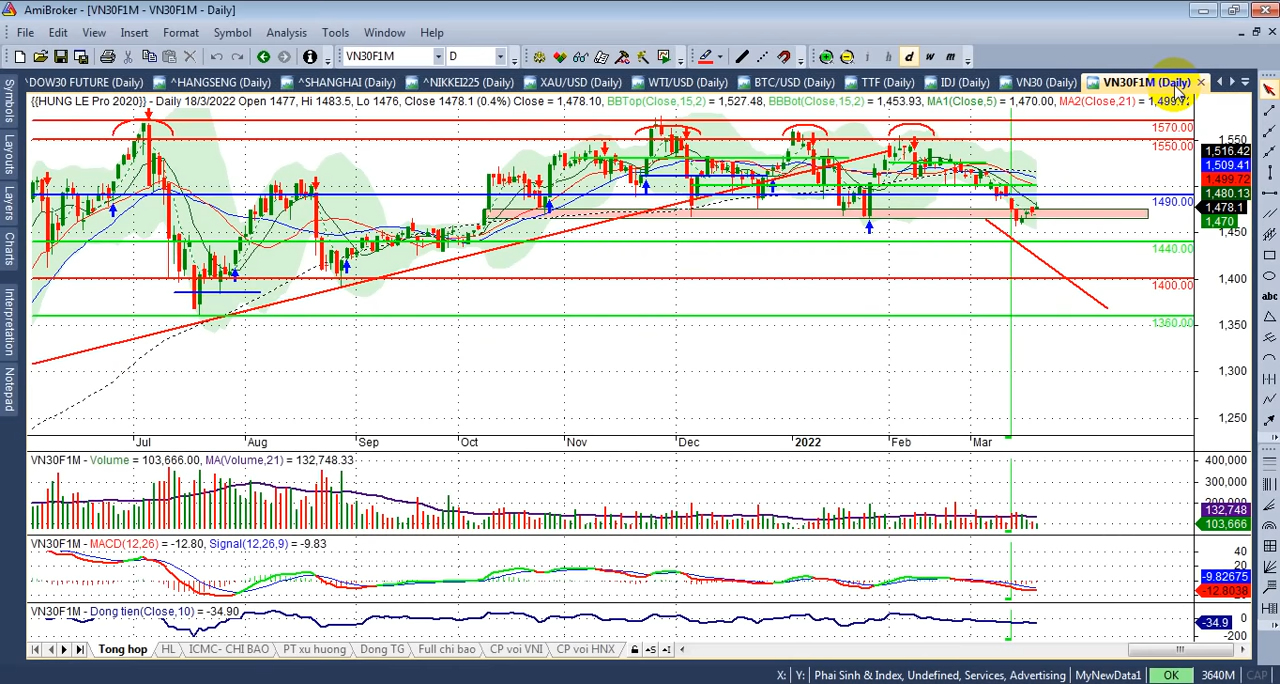 AmiBroker - [VN30F1M - VN30F1M - Daily]
File Edit View Insert Format Symbol Analysis Tools Window Help
VN30F1M D i h d w m
^DOW30 FUTURE (Daily) ^HANGSENG (Daily) ^SHANGHAI (Daily) ^NIKKEI225 (Daily) XAU/USD (Daily) WTI/USD (Daily) BTC/USD (Daily) TTF (Daily) IDJ (Daily) VN30 (Daily) VN30F1M (Daily)
{{HUNG LE Pro 2020}} - Daily 18/3/2022 Open 1477, Hi 1483.5, Lo 1476, Close 1478.1 (0.4%) Close = 1,478.10, BBTop(Close,15,2) = 1,527.48, BBBot(Close,15,2) = 1,453.93, MA1(Close,5) = 1,470.00, MA2(Close,21) = 1,499.72
Symbols
Layouts
Layers
Charts
Interpretation
Notepad
abc
1570.00
1550.00
1490.00
1440.00
1400.00
1360.00
1,550
1,516.42
1,509.41
1,499.72
1,480.13
1,478.1
1,470
1,450
1,400
1,350
1,300
1,250
Jul Aug Sep Oct Nov Dec 2022 Feb Mar
VN30F1M - Volume = 103,666.00, MA(Volume,21) = 132,748.33
400,000
300,000
200,000
132,748
103,666
VN30F1M - MACD(12,26) = -12.80, Signal(12,26,9) = -9.83
40
20
-9.82675
-12.8038
VN30F1M - Dong tien(Close,10) = -34.90
0
-34.9
-200
Tong hop HL ICMC- CHI BAO PT xu huong Dong TG Full chi bao CP voi VNI CP voi HNX
X: Y: Phai Sinh & Index, Undefined, Services, Advertising MyNewData1 OK 3640M CAP